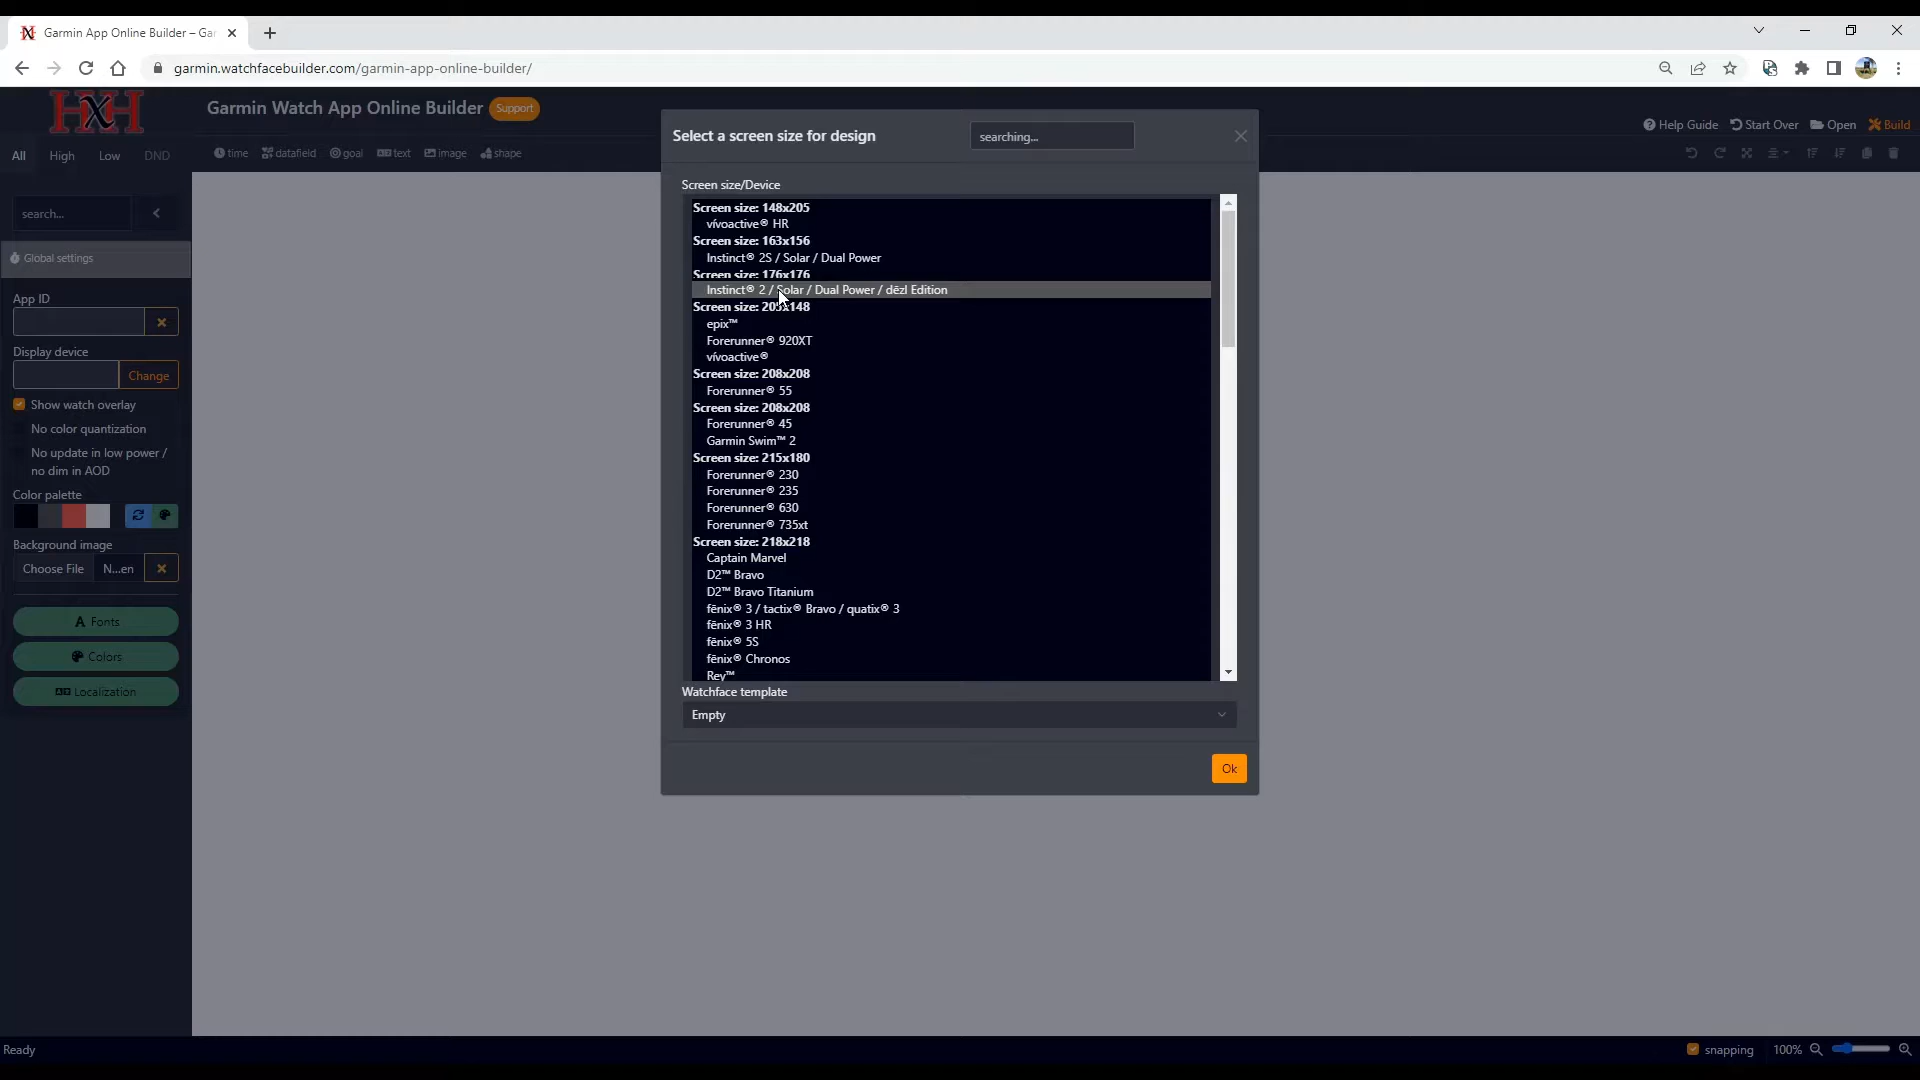 Garmin App Online Builder – Gar
garmin.watchfacebuilder.com/garmin-app-online-builder/
HXH
Garmin Watch App Online Builder Support
Help Guide Start Over Open Build
All High Low DND
time datafield goal text image shape
search...
Global settings
App ID
Display device
Change
Show watch overlay
No color quantization
No update in low power /
no dim in AOD
Color palette
Background image
Choose File N...en
Fonts
Colors
Localization
Select a screen size for design
searching...
Screen size/Device
Screen size: 148x205
vívoactive® HR
Screen size: 163x156
Instinct® 2S / Solar / Dual Power
Screen size: 176x176
Instinct® 2 / Solar / Dual Power / dēzl Edition
Screen size: 205x148
epix™
Forerunner® 920XT
vívoactive®
Screen size: 208x208
Forerunner® 55
Screen size: 208x208
Forerunner® 45
Garmin Swim™ 2
Screen size: 215x180
Forerunner® 230
Forerunner® 235
Forerunner® 630
Forerunner® 735xt
Screen size: 218x218
Captain Marvel
D2™ Bravo
D2™ Bravo Titanium
fēnix® 3 / tactix® Bravo / quatix® 3
fēnix® 3 HR
fēnix® 5S
fēnix® Chronos
Rey™
Watchface template
Empty
Ok
Ready
snapping 100%